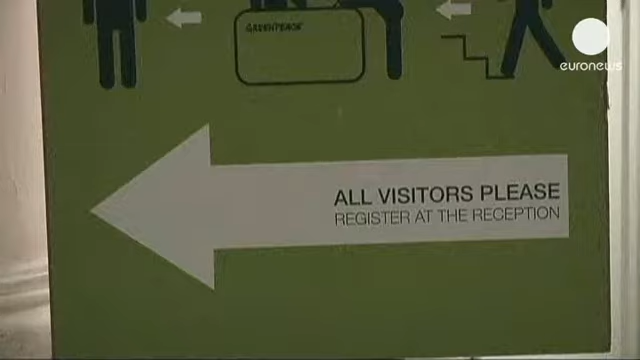 GREENPEACE
euronews
ALL VISITORS PLEASE
REGISTER AT THE RECEPTION